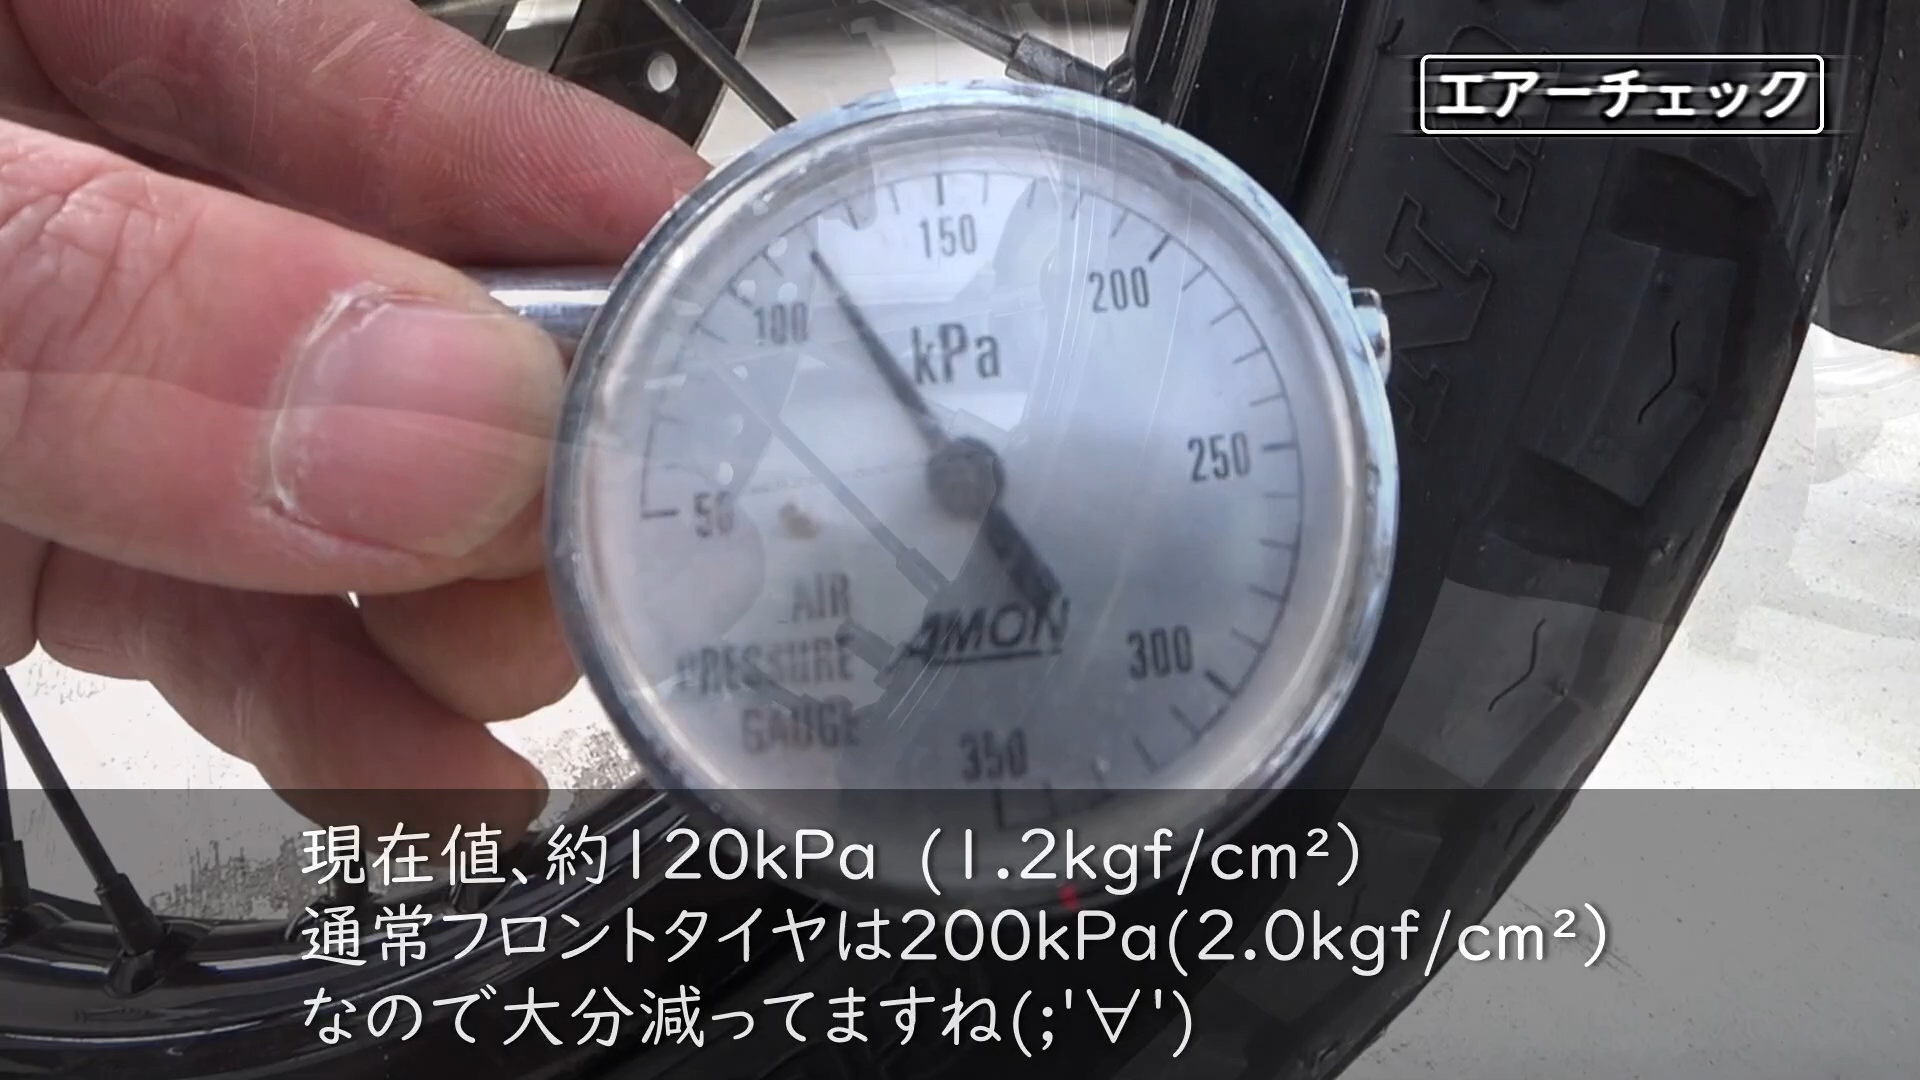 エアーチェック
150
100
200
kPa
250
50
AIR
PRESSURE
GAUGE
AMON
300
350
現在値、約120kPa (1.2kgf/cm²)
通常フロントタイヤは200kPa(2.0kgf/cm²)
なので大分減ってますね(;'∀')